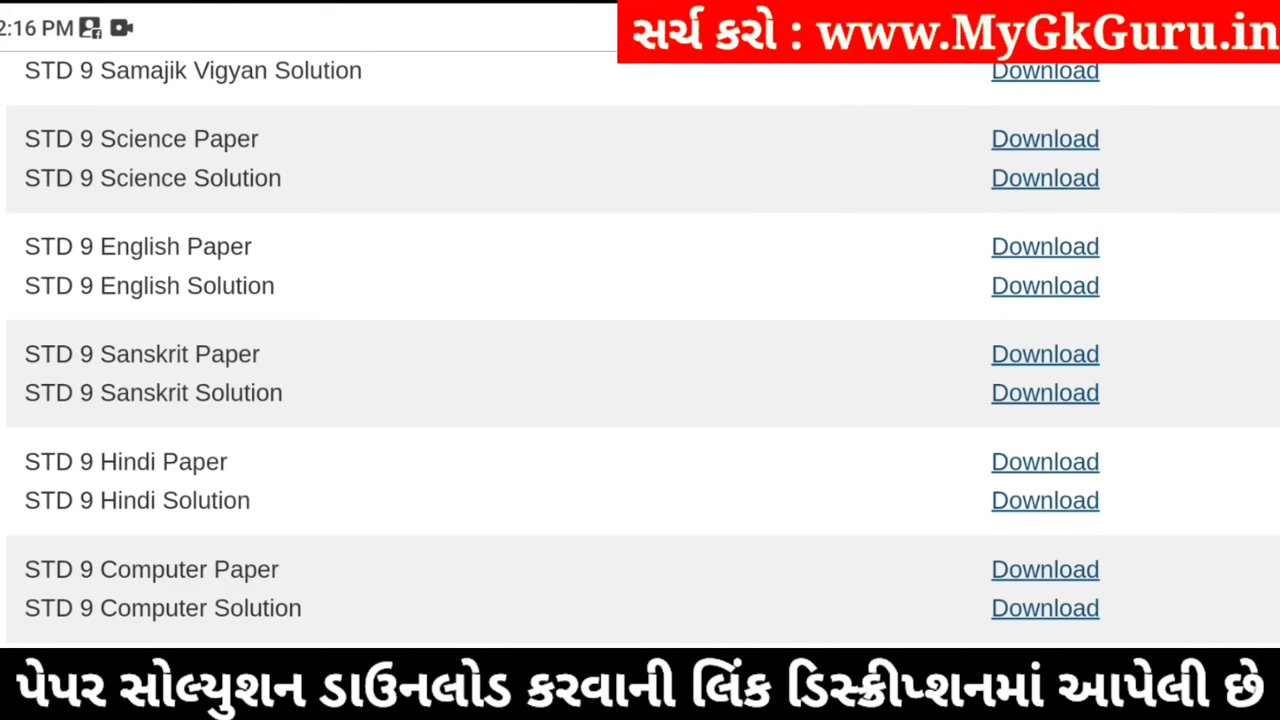 2:16 PM
સર્ચ કરો : www.MyGkGuru.in
STD 9 Samajik Vigyan Solution Download
STD 9 Science Paper Download
STD 9 Science Solution Download
STD 9 English Paper Download
STD 9 English Solution Download
STD 9 Sanskrit Paper Download
STD 9 Sanskrit Solution Download
STD 9 Hindi Paper Download
STD 9 Hindi Solution Download
STD 9 Computer Paper Download
STD 9 Computer Solution Download
પેપર સોલ્યુશન ડાઉનલોડ કરવાની લિંક ડિસ્ક્રીપ્શનમાં આપેલી છે